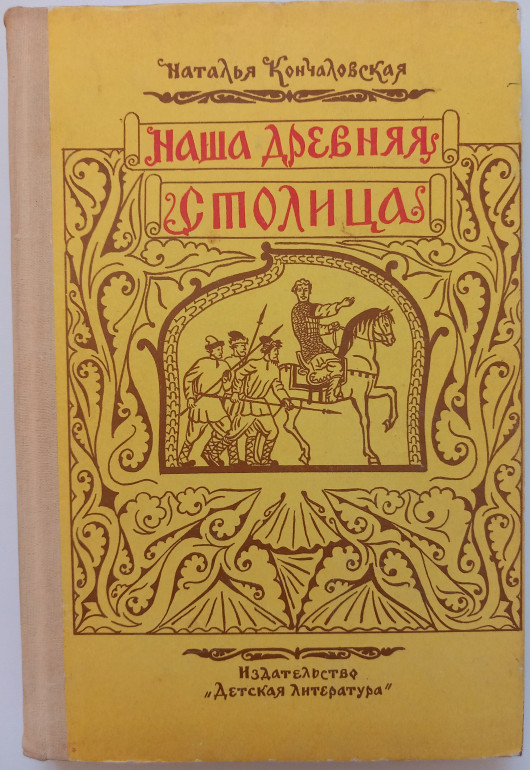 Наталья Кончаловская
Наша древняя
столица
Издательство
„Детская литература"